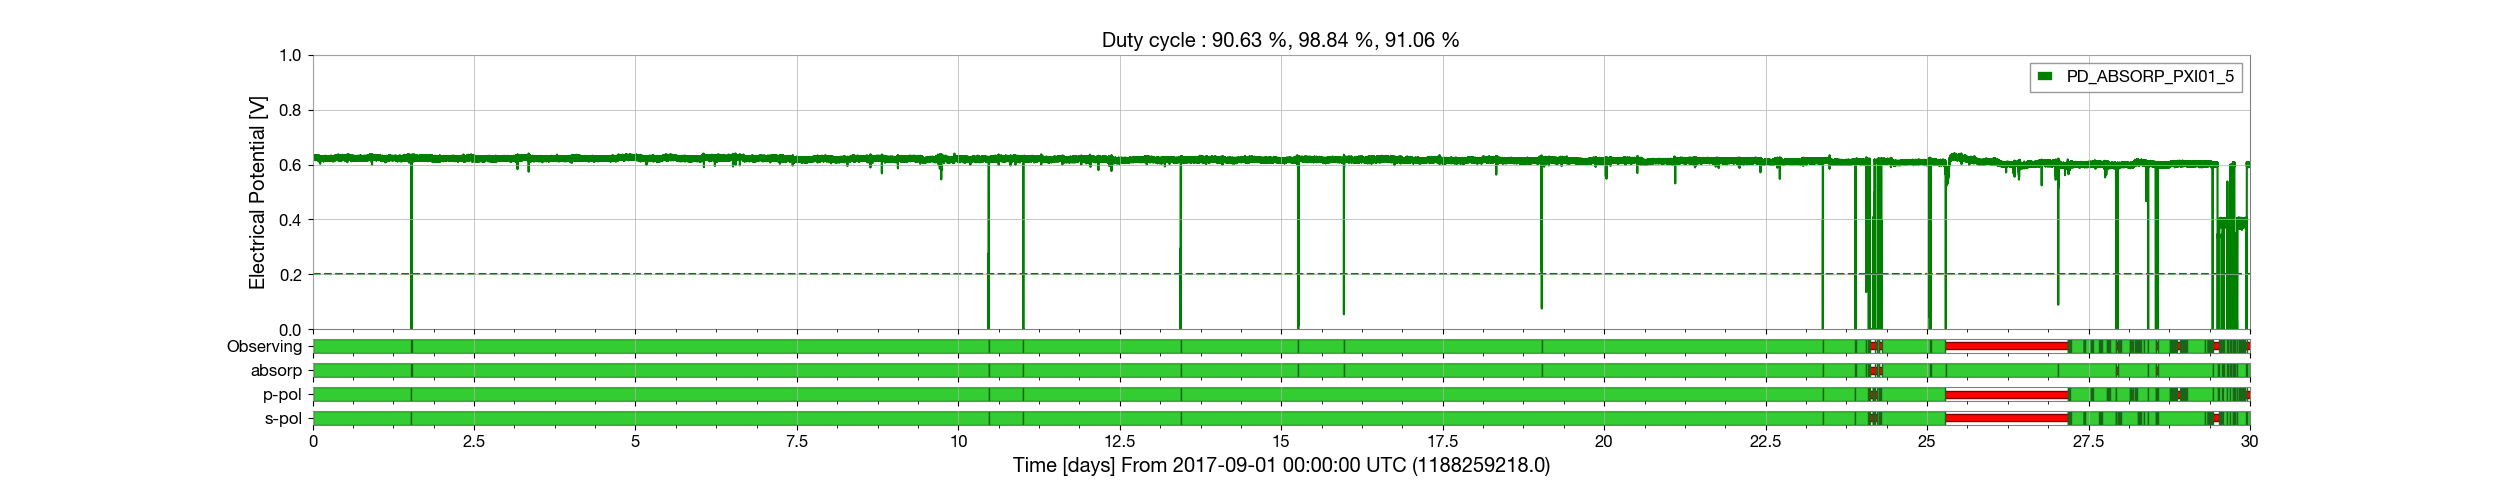 Duty cycle : 90.63 %, 98.84 %, 91.06 %
PD_ABSORP_PXI01_5
Electrical Potential [V]
1.0
0.8
0.6
0.4
0.2
0.0
Observing
absorp
p-pol
s-pol
0 2.5 5 7.5 10 12.5 15 17.5 20 22.5 25 27.5 30
Time [days] From 2017-09-01 00:00:00 UTC (1188259218.0)